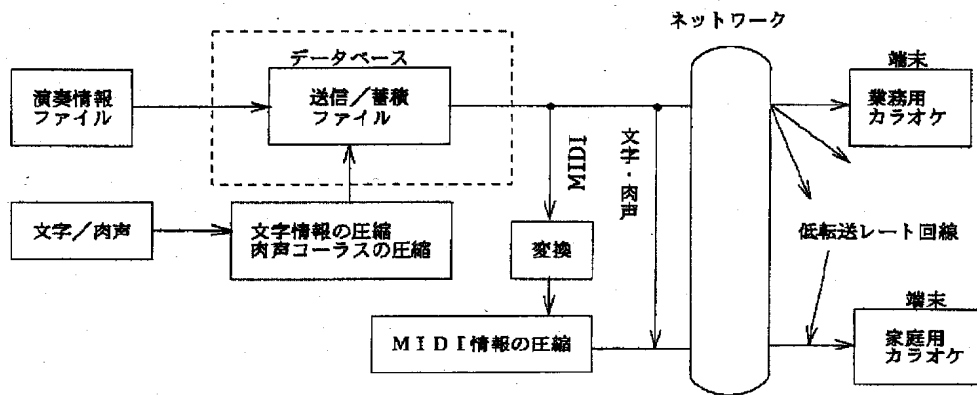 ネットワーク
データベース
演奏情報
ファイル
送信/蓄積
ファイル
端末
業務用
カラオケ
MIDI
文字・肉声
文字/肉声
文字情報の圧縮
肉声コーラスの圧縮
変換
低転送レート回線
MIDI情報の圧縮
端末
家庭用
カラオケ